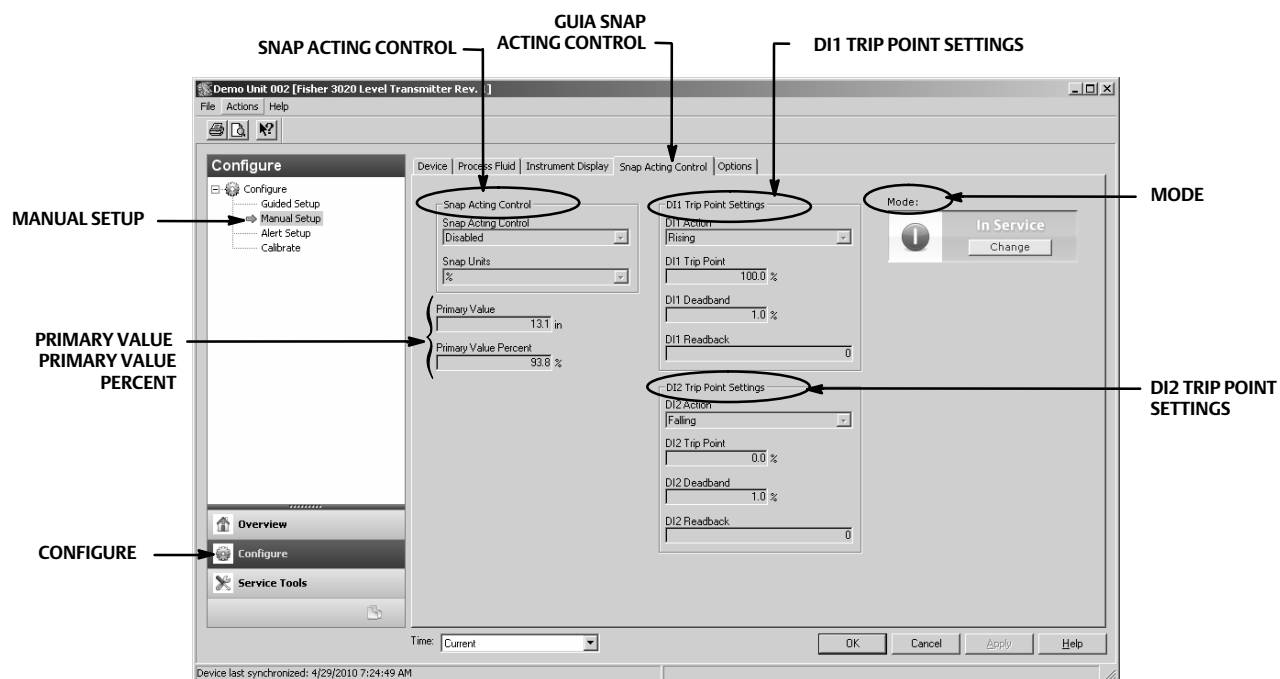 GUIA SNAP
ACTING CONTROL
SNAP ACTING CONTROL
DI1 TRIP POINT SETTINGS
Demo Unit 002 [Fisher 3020 Level Transmitter Rev. ]
File Actions Help
Configure
Configure
Guided Setup
Manual Setup
Alert Setup
Calibrate
MANUAL SETUP
Device Process Fluid Instrument Display Snap Acting Control Options
Snap Acting Control
Snap Acting Control
Disabled
Snap Units
%
Primary Value
13.1 in
Primary Value Percent
93.8 %
PRIMARY VALUE
PRIMARY VALUE
PERCENT
DI1 Trip Point Settings
DI1 Action
Rising
DI1 Trip Point
100.0 %
DI1 Deadband
1.0 %
DI1 Readback
0
DI2 Trip Point Settings
DI2 Action
Falling
DI2 Trip Point
0.0 %
DI2 Deadband
1.0 %
DI2 Readback
0
Mode:
In Service
Change
MODE
DI2 TRIP POINT
SETTINGS
Overview
Configure
Service Tools
CONFIGURE
Time: Current
OK Cancel Apply Help
Device last synchronized: 4/29/2010 7:24:49 AM